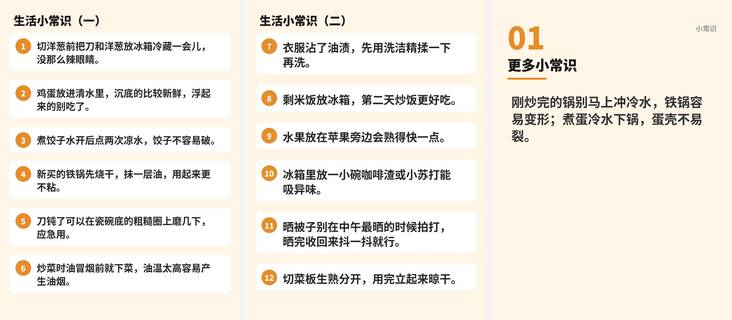 生活小常识（一）
1
切洋葱前把刀和洋葱放冰箱冷藏一会儿，
没那么辣眼睛。
2
鸡蛋放进清水里，沉底的比较新鲜，浮起
来的别吃了。
3
煮饺子水开后点两次凉水，饺子不容易破。
4
新买的铁锅先烧干，抹一层油，用起来更
不粘。
5
刀钝了可以在瓷碗底的粗糙圈上磨几下，
应急用。
6
炒菜时油冒烟前就下菜，油温太高容易产
生油烟。
生活小常识（二）
7
衣服沾了油渍，先用洗洁精揉一下
再洗。
8
剩米饭放冰箱，第二天炒饭更好吃。
9
水果放在苹果旁边会熟得快一点。
10
冰箱里放一小碗咖啡渣或小苏打能
吸异味。
11
晒被子别在中午最晒的时候拍打，
晒完收回来抖一抖就行。
12
切菜板生熟分开，用完立起来晾干。
01
小常识
更多小常识
刚炒完的锅别马上冲冷水，铁锅容
易变形；煮蛋冷水下锅，蛋壳不易
裂。